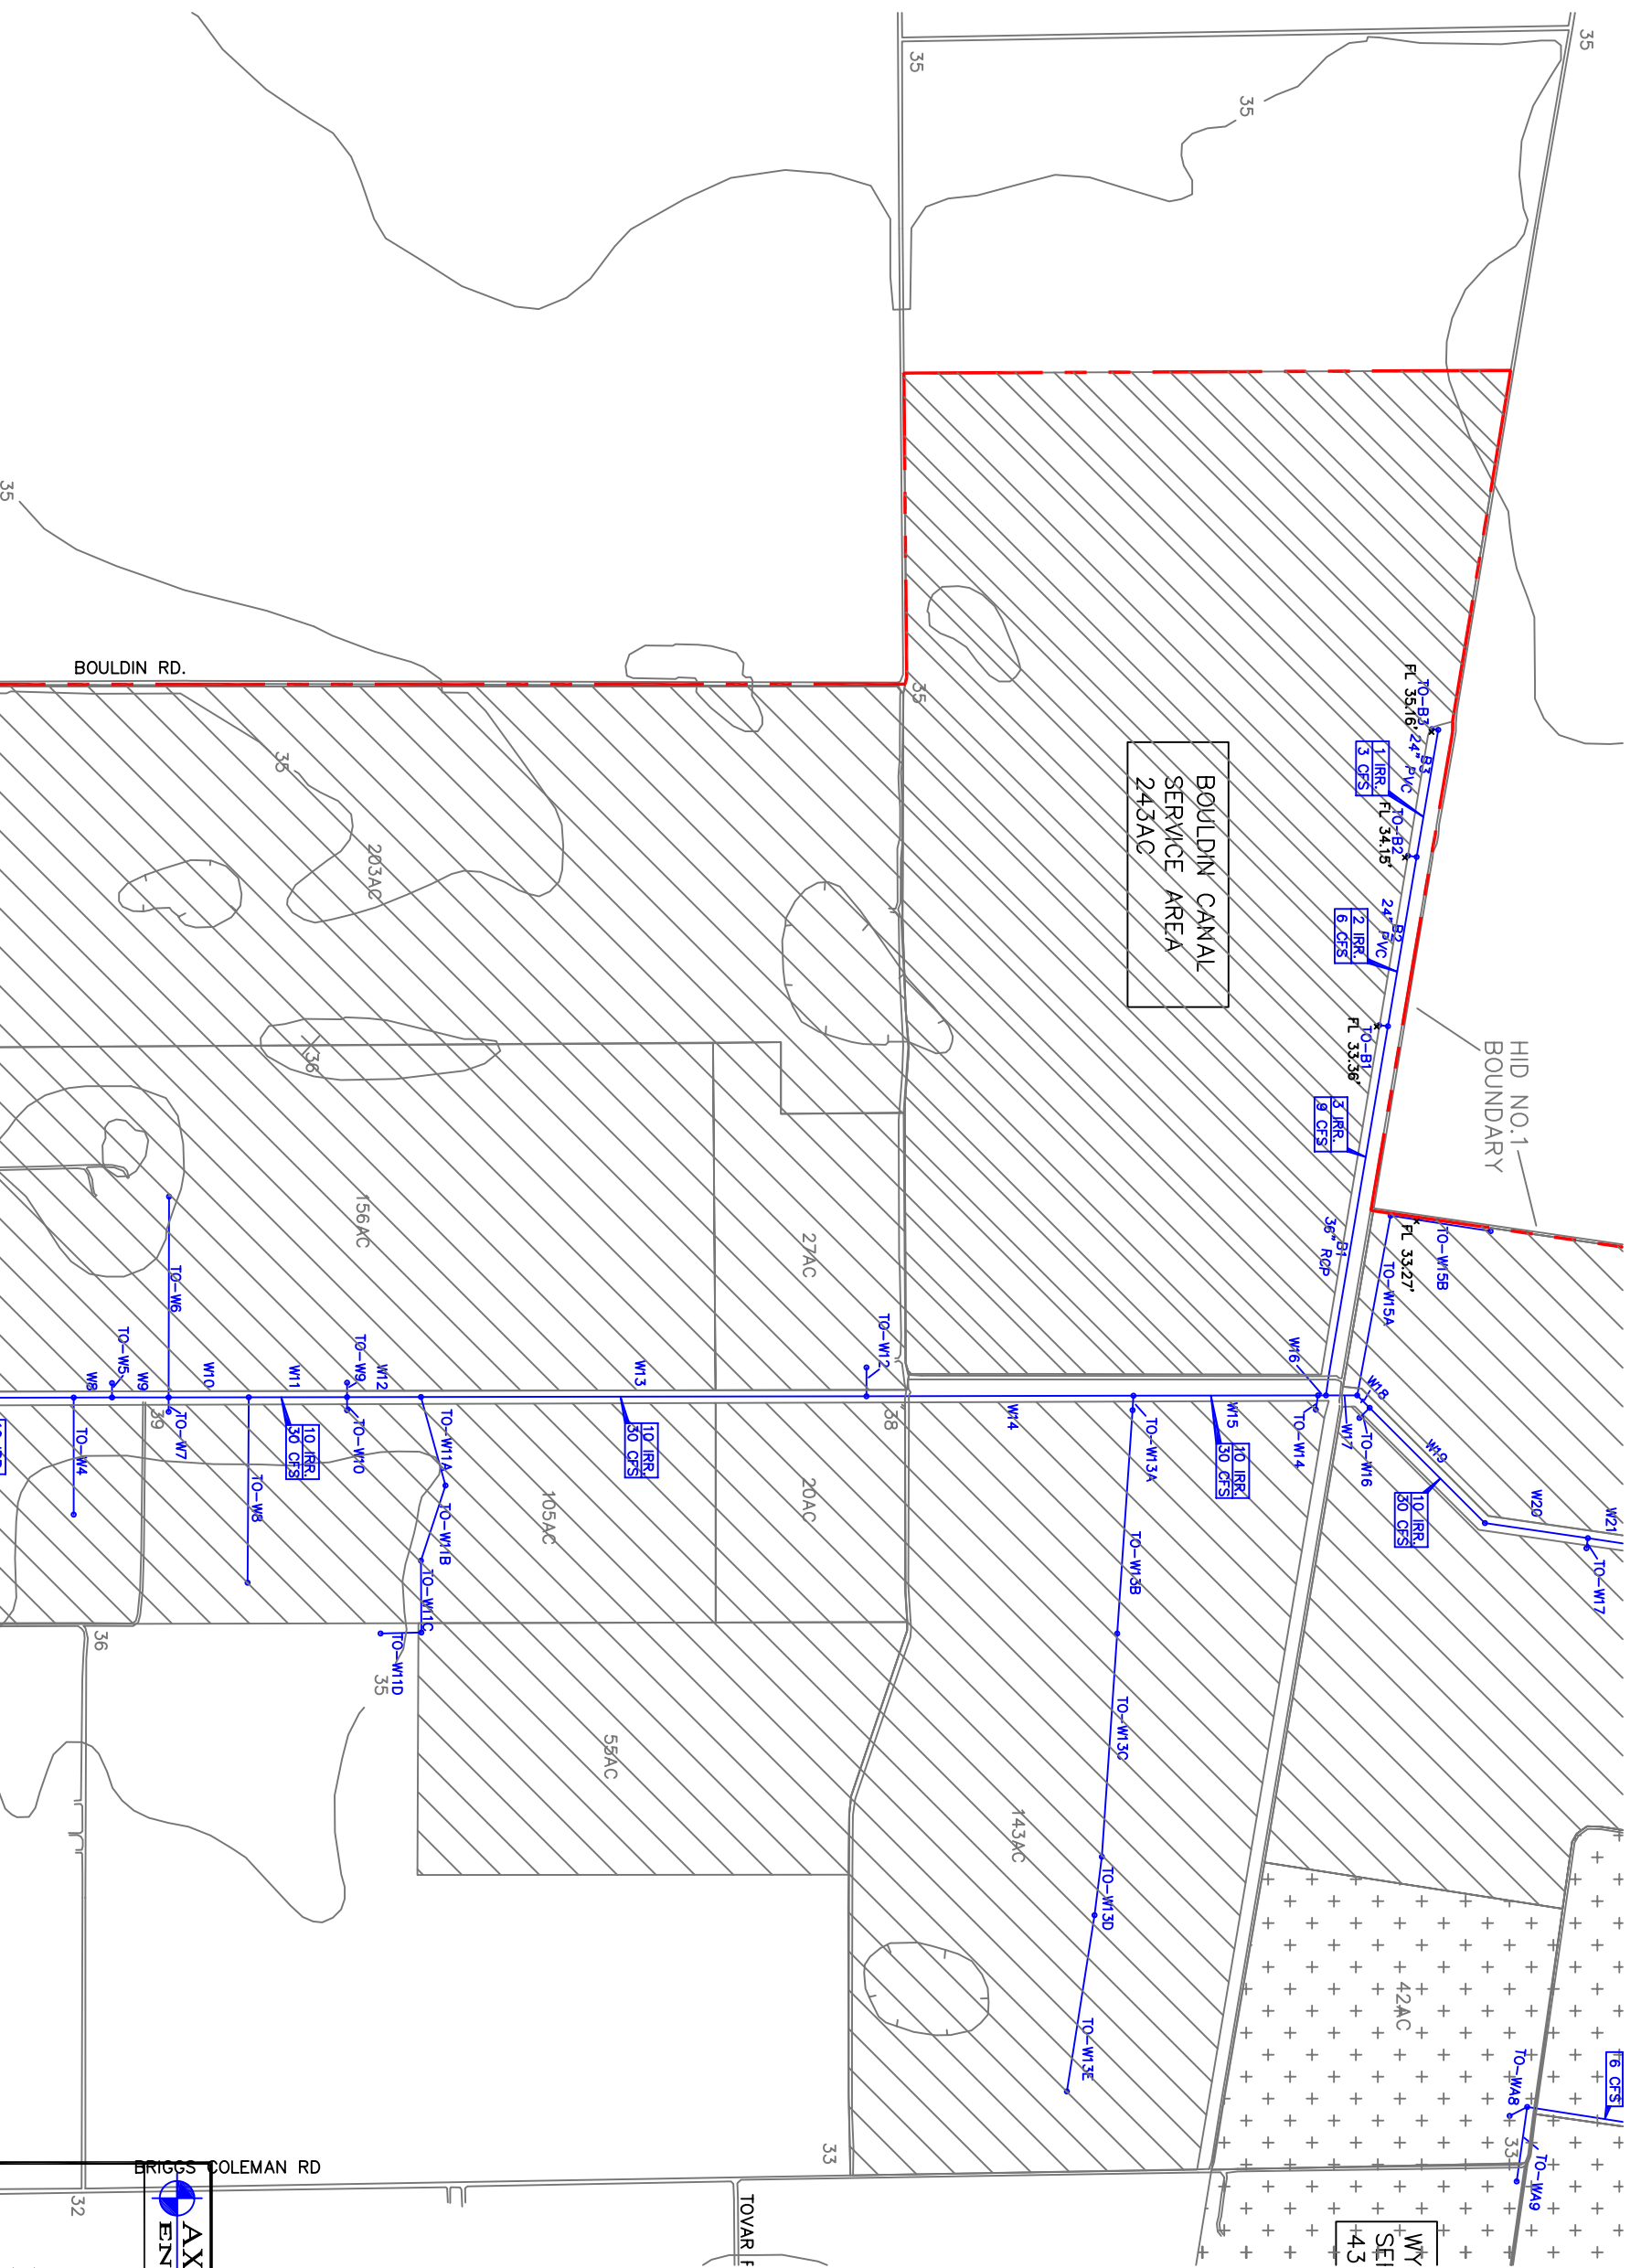 35
35
35
35
BOULDIN RD.
35
35
203AC
36
156AC
27AC
BOULDIN CANAL
SERVICE AREA
243AC
HID NO.1
BOUNDARY
TO-B3
FL 35.16'
B3
24" PVC
1 IRR.
3 CFS
TO-B2
FL 34.15'
B2
24" PVC
2 IRR.
6 CFS
TO-B1
FL 33.36'
3 IRR.
9 CFS
B1
36" RCP
FL 33.27'
TO-W15B
TO-W15A
W16
W18
W17
TO-W16
TO-W14
W19
10 IRR.
30 CFS
W20
W21
TO-W17
W15
10 IRR.
30 CFS
TO-W13A
W14
TO-W13B
TO-W13C
TO-W13D
TO-W13E
143AC
TO-W12
38
W13
10 IRR.
30 CFS
20AC
105AC
55AC
TO-W9
W12
TO-W10
W11
10 IRR.
30 CFS
TO-W11A
TO-W11B
TO-W11C
TO-W11D
35
TO-W6
W10
TO-W5
W9
W8
TO-W7
39
TO-W4
TO-W8
36
42AC
6 CFS
TO-WA8
33
TO-WA9
33
BRIGGS COLEMAN RD
32
TOVAR
WY
43
AX
EN